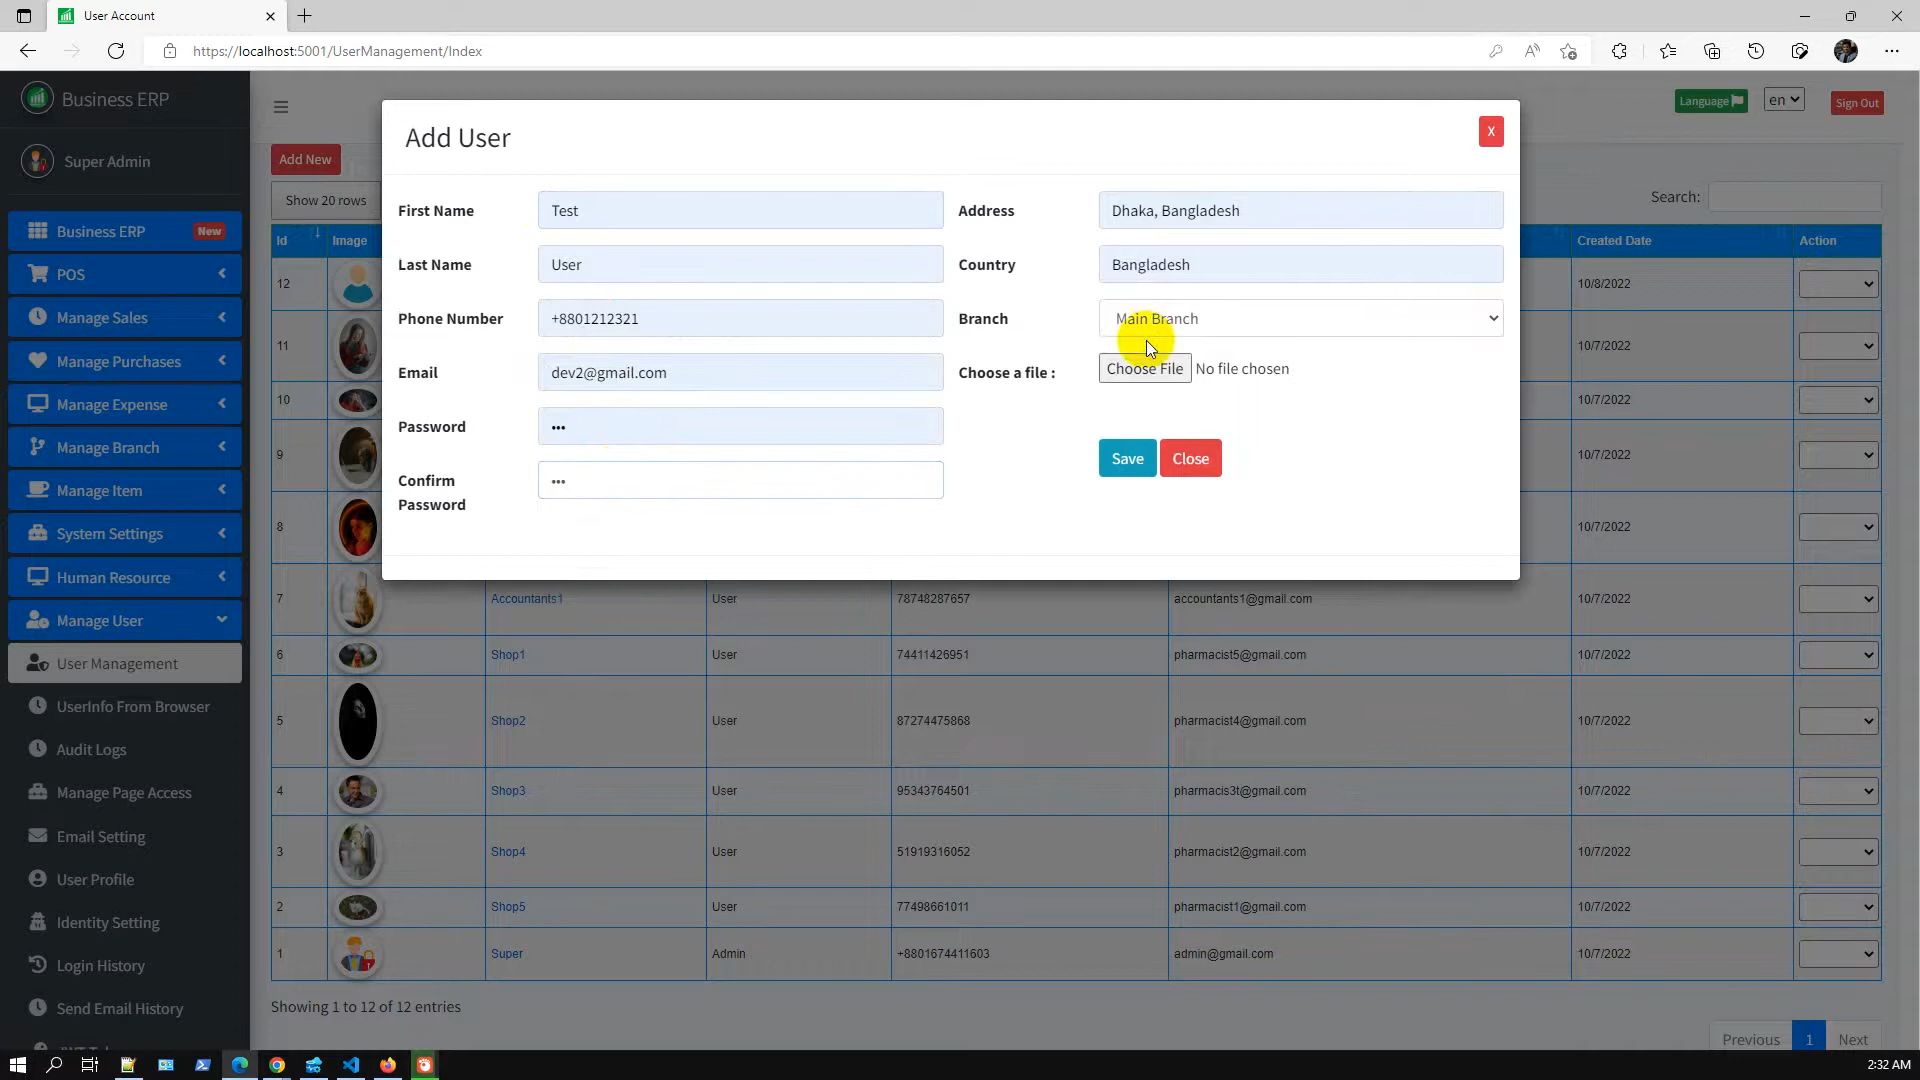 User Account
https://localhost:5001/UserManagement/Index
Business ERP
Super Admin
Business ERP New
POS
Manage Sales
Manage Purchases
Manage Expense
Manage Branch
Manage Item
System Settings
Human Resource
Manage User
User Management
UserInfo From Browser
Audit Logs
Manage Page Access
Email Setting
User Profile
Identity Setting
Login History
Send Email History
Language en Sign Out
Add New
Show 20 rows Search:
Id Image Created Date Action
Add User X
First Name Test Address Dhaka, Bangladesh
Last Name User Country Bangladesh
Phone Number +8801212321 Branch Main Branch
Email dev2@gmail.com Choose a file : Choose File No file chosen
Password •••
Save Close
Confirm •••
Password
12 10/8/2022
11 10/7/2022
10 10/7/2022
9 10/7/2022
8 10/7/2022
7 Accountants1 User 78748287657 accountants1@gmail.com 10/7/2022
6 Shop1 User 74411426951 pharmacist5@gmail.com 10/7/2022
5 Shop2 User 87274475868 pharmacist4@gmail.com 10/7/2022
4 Shop3 User 95343764501 pharmacis3t@gmail.com 10/7/2022
3 Shop4 User 51919316052 pharmacist2@gmail.com 10/7/2022
2 Shop5 User 77498661011 pharmacist1@gmail.com 10/7/2022
1 Super Admin +8801674411603 admin@gmail.com 10/7/2022
Showing 1 to 12 of 12 entries
Previous 1 Next
2:32 AM